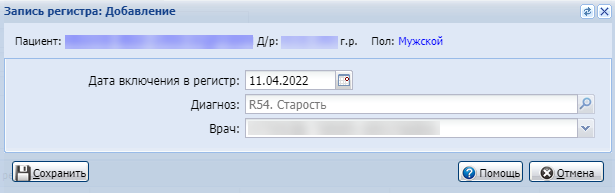 Запись регистра: Добавление
Пациент: Д/р: г.р. Пол: Мужской
Дата включения в регистр: 11.04.2022
Диагноз: R54. Старость
Врач:
Сохранить Помощь Отмена